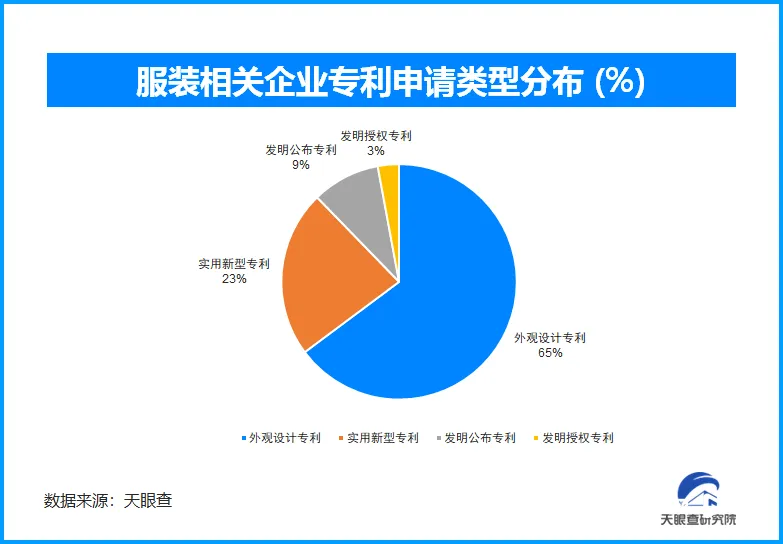 服装相关企业专利申请类型分布 (%)
发明授权专利
3%
发明公布专利
9%
实用新型专利
23%
外观设计专利
65%
外观设计专利 实用新型专利 发明公布专利 发明授权专利
数据来源：天眼查
天眼查研究院